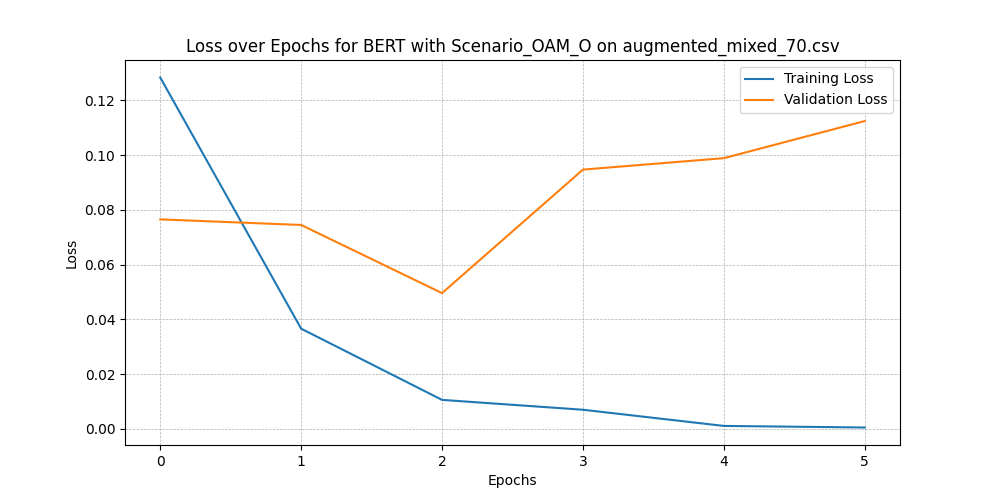 Loss over Epochs for BERT with Scenario_OAM_O on augmented_mixed_70.csv
Training Loss
Validation Loss
0.12
0.10
0.08
0.06
0.04
0.02
0.00
Loss
0 1 2 3 4 5
Epochs